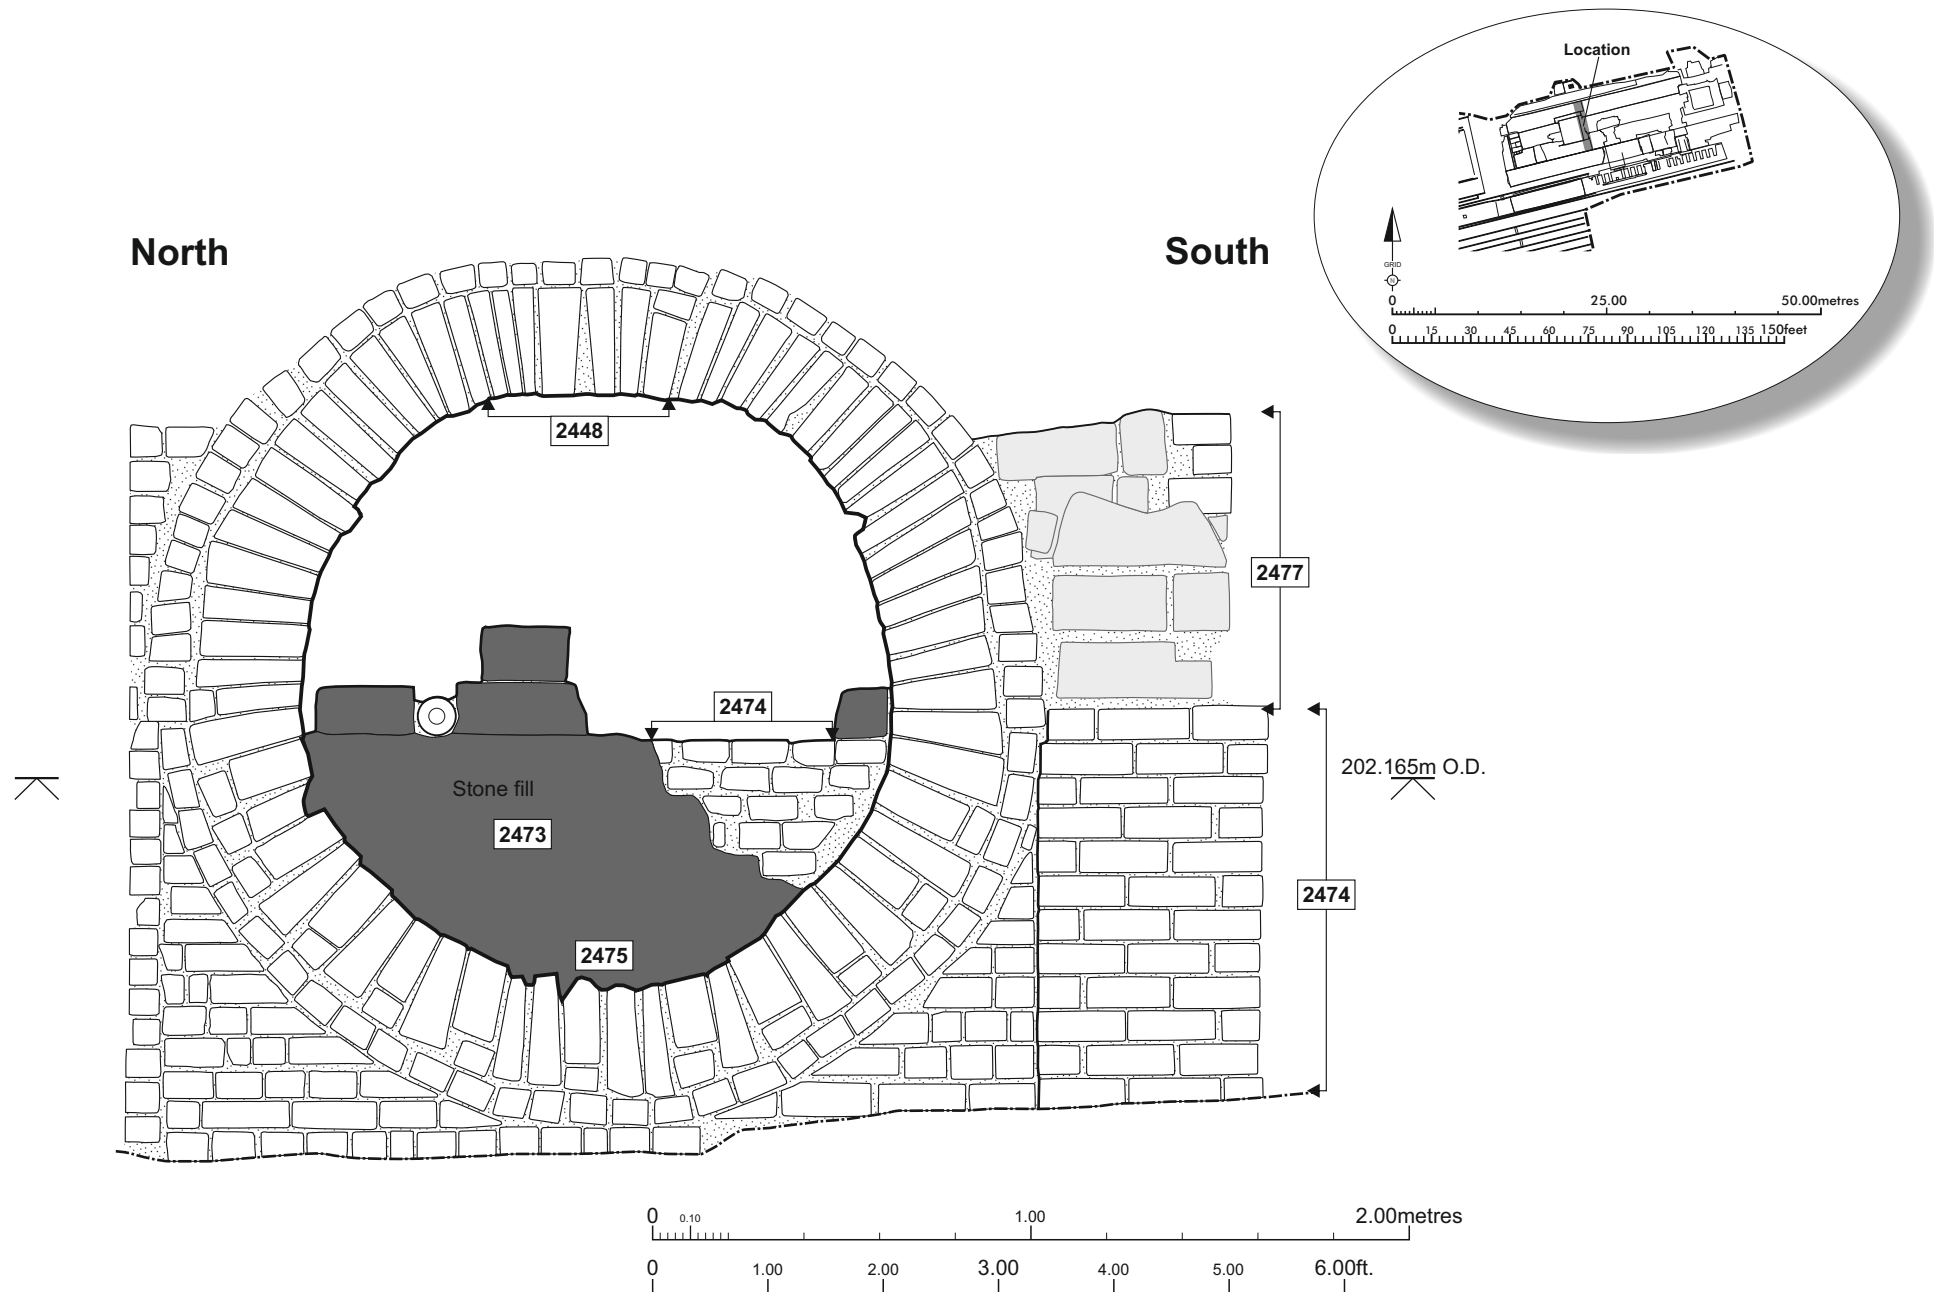 Location
GRID
N
0 25.00 50.00metres
0 15 30 45 60 75 90 105 120 135 150feet
North
South
2448
2477
2474
202.165m O.D.
Stone fill
2473
2474
2475
0 0.10 1.00 2.00metres
0 1.00 2.00 3.00 4.00 5.00 6.00ft.